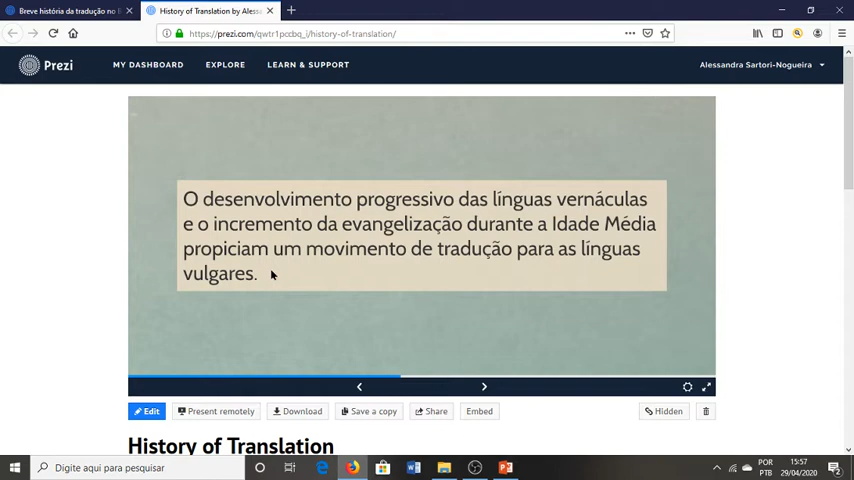 Breve história da tradução no
History of Translation by Aless
https://prezi.com/qwtr1pccbq_i/history-of-translation/
Prezi
MY DASHBOARD
EXPLORE
LEARN & SUPPORT
Alessandra Sartori-Nogueira
O desenvolvimento progressivo das línguas vernáculas
e o incremento da evangelização durante a Idade Média
propiciam um movimento de tradução para as línguas
vulgares.
Edit
Present remotely
Download
Save a copy
Share
Embed
Hidden
History of Translation
Digite aqui para pesquisar
POR
PTB
15:57
29/04/2020
2